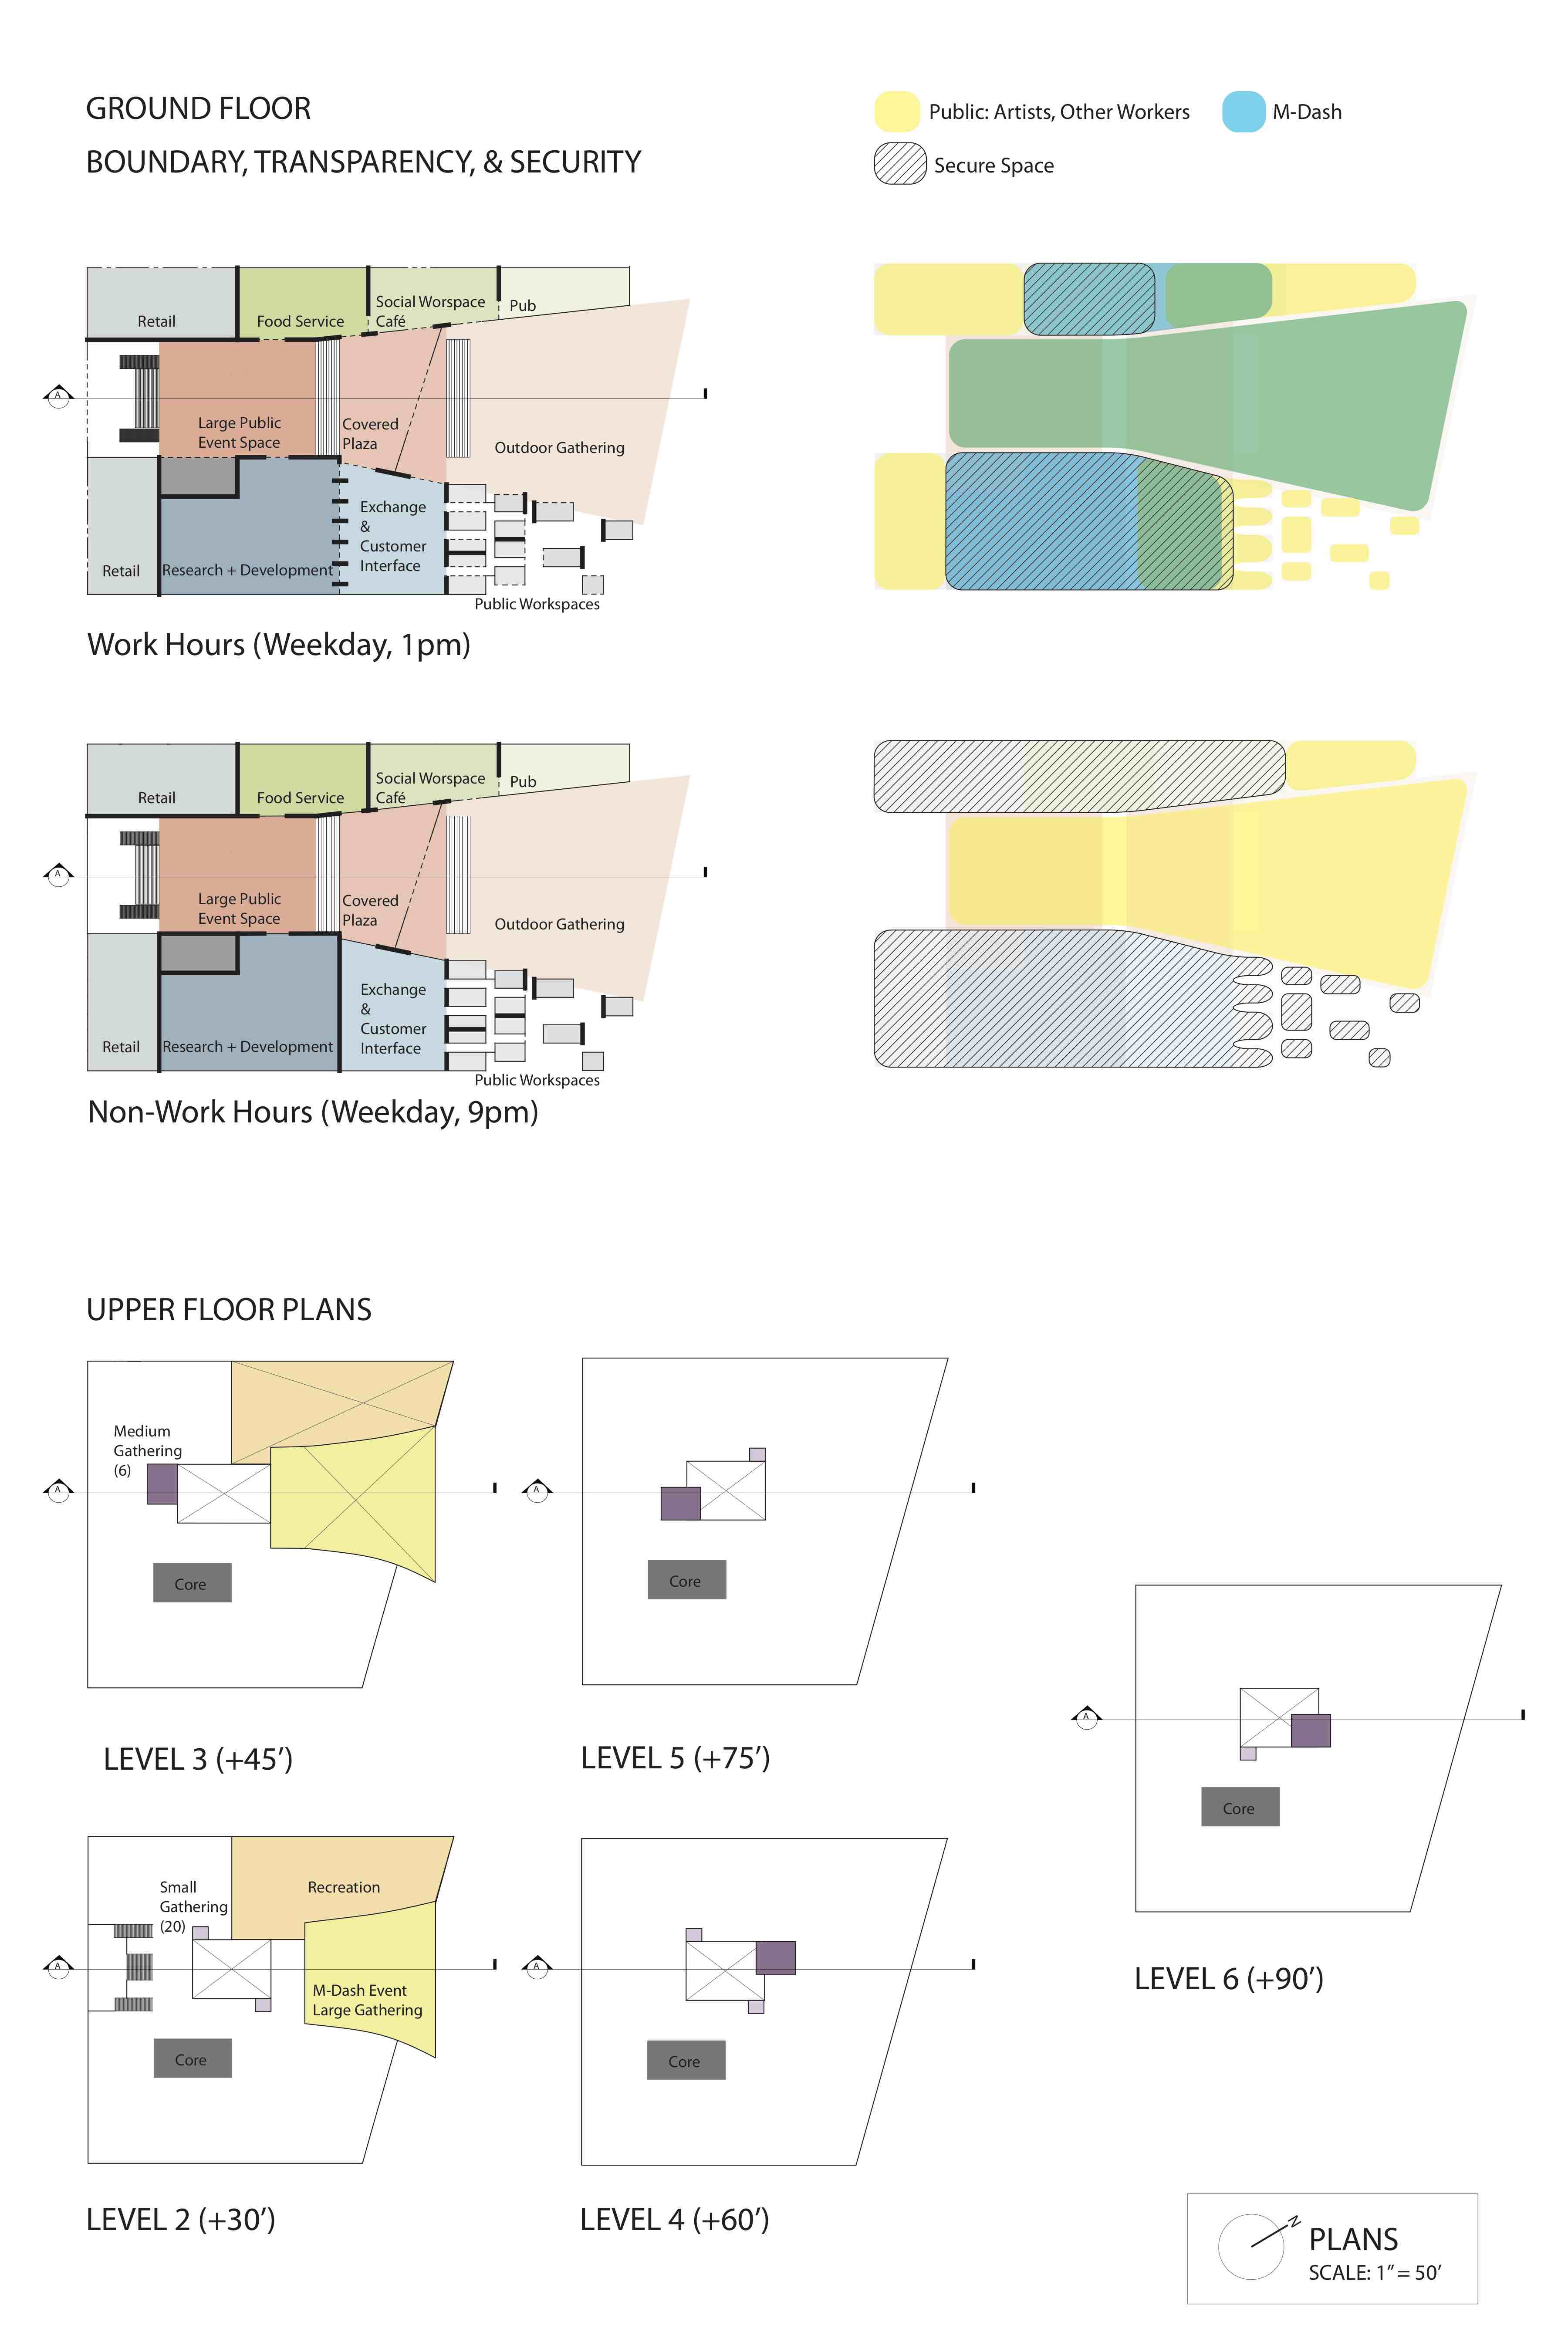 GROUND FLOOR
BOUNDARY, TRANSPARENCY, & SECURITY
Public: Artists, Other Workers
M-Dash
Secure Space
Retail
Food Service
Social Worspace
Café
Pub
A
Large Public
Event Space
Covered
Plaza
Outdoor Gathering
Exchange
&
Customer
Interface
Retail
Research + Development
Public Workspaces
Work Hours (Weekday, 1pm)
Retail
Food Service
Social Worspace
Café
Pub
A
Large Public
Event Space
Covered
Plaza
Outdoor Gathering
Exchange
&
Customer
Interface
Retail
Research + Development
Public Workspaces
Non-Work Hours (Weekday, 9pm)
UPPER FLOOR PLANS
Medium
Gathering
(6)
A
Core
LEVEL 3 (+45’)
A
Core
LEVEL 5 (+75’)
A
Core
LEVEL 6 (+90’)
Small
Gathering
(20)
Recreation
A
M-Dash Event
Large Gathering
Core
LEVEL 2 (+30’)
A
Core
LEVEL 4 (+60’)
N
PLANS
SCALE: 1” = 50’